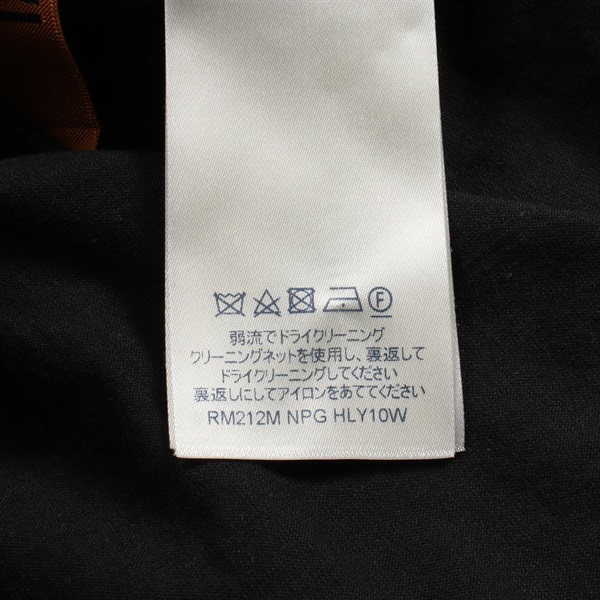 F
弱流でドライクリーニング
クリーニングネットを使用し、裏返して
ドライクリーニングしてください
裏返しにしてアイロンをあててください
RM212M NPG HLY10W